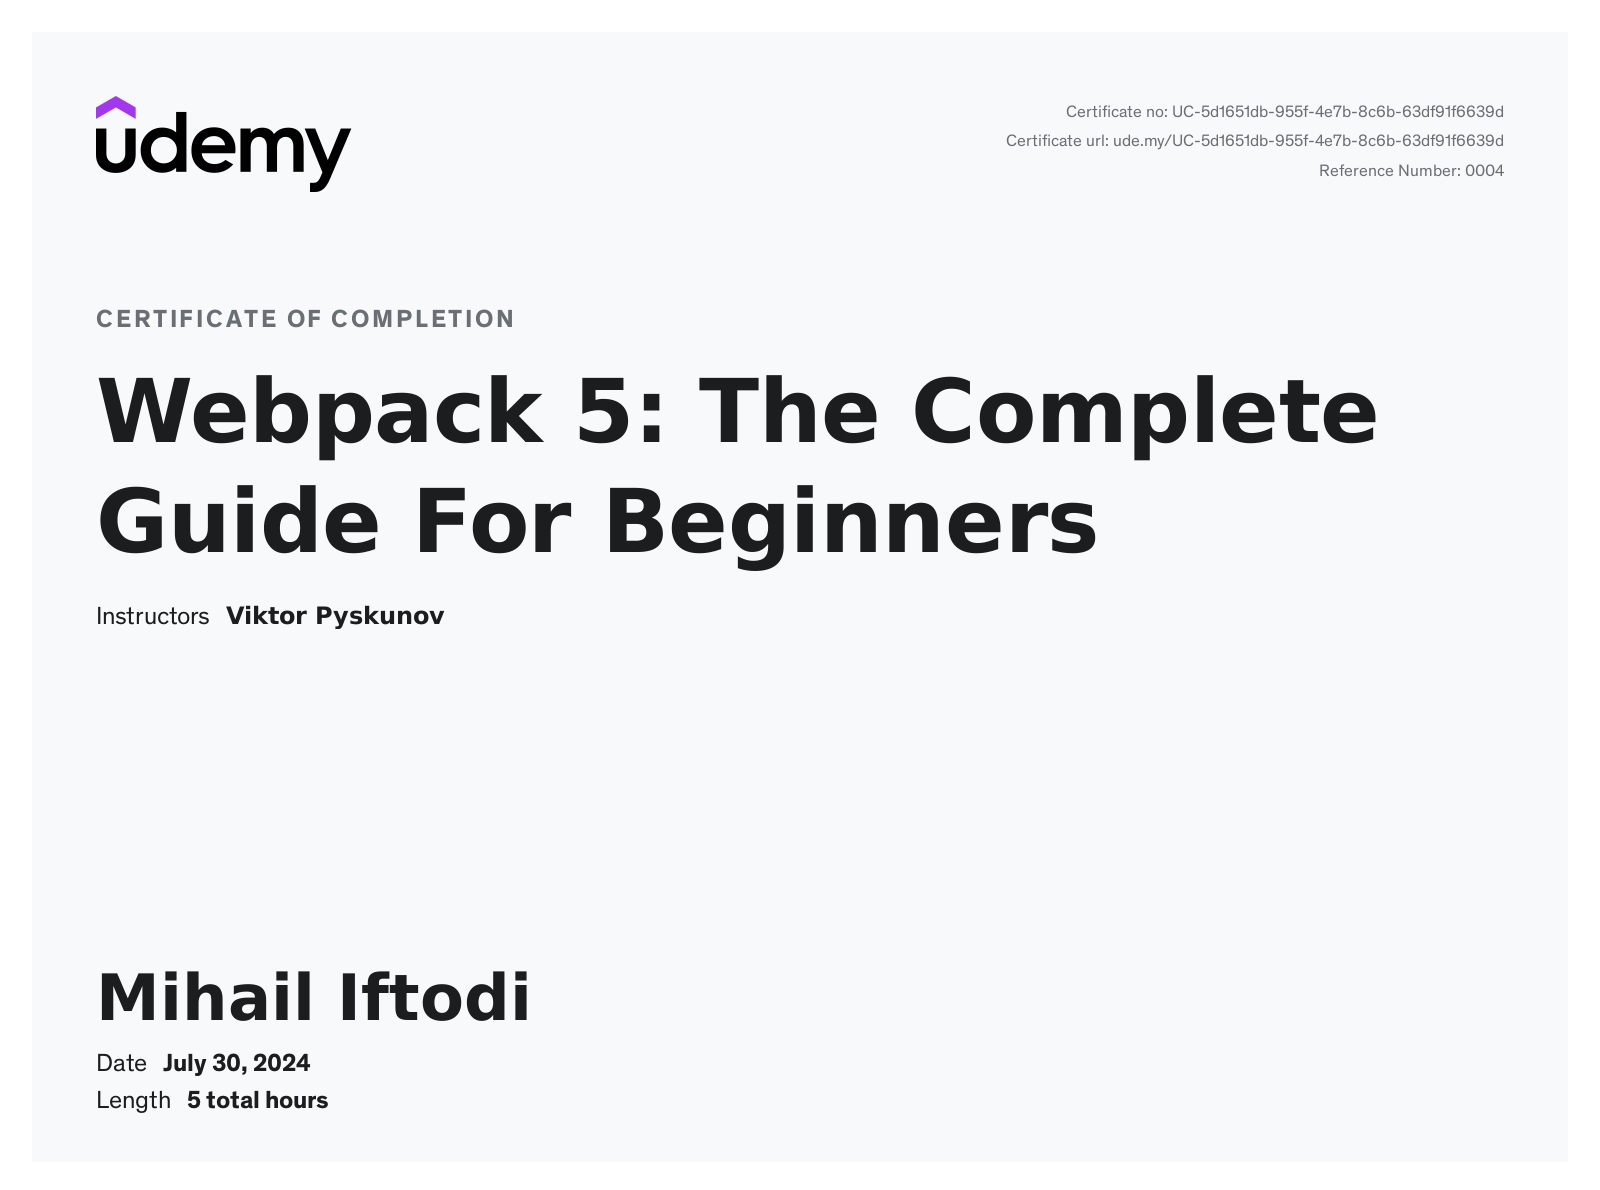 udemy
Certificate no: UC-5d1651db-955f-4e7b-8c6b-63df91f6639d
Certificate url: ude.my/UC-5d1651db-955f-4e7b-8c6b-63df91f6639d
Reference Number: 0004
CERTIFICATE OF COMPLETION
Webpack 5: The Complete
Guide For Beginners
Instructors Viktor Pyskunov
Mihail Iftodi
Date July 30, 2024
Length 5 total hours